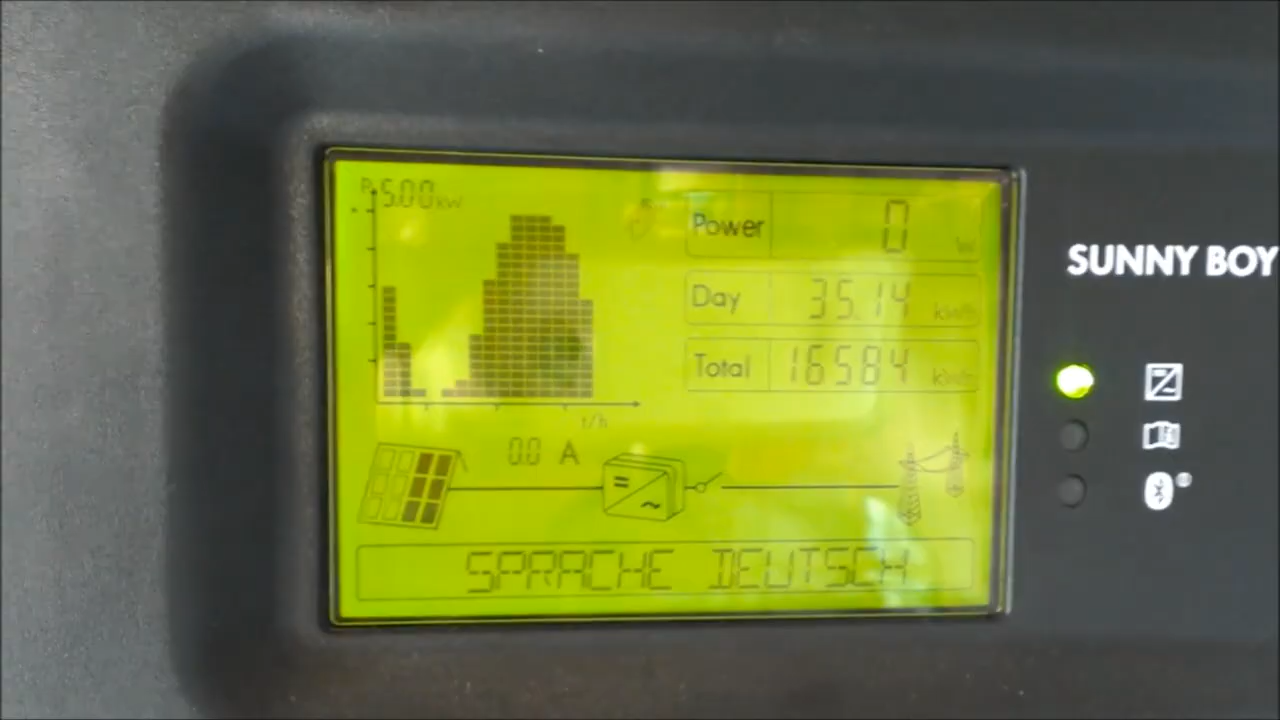 P 5.00 kW
Power 0 W
Day 35.14 kWh
Total 16584 kWh
t/h
0.0 A
SPRACHE DEUTSCH
SUNNY BOY